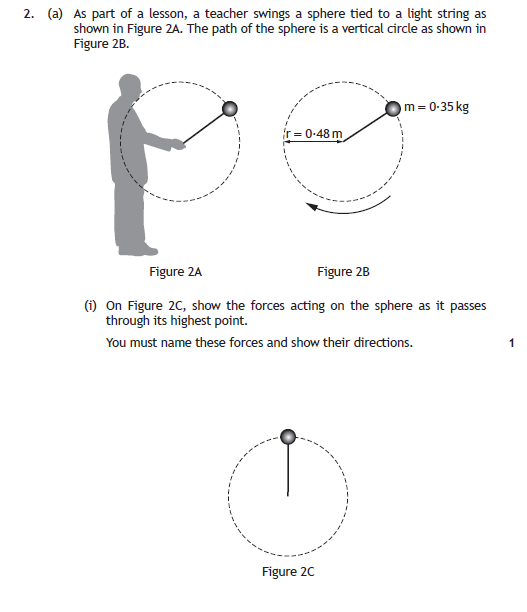 2. (a) As part of a lesson, a teacher swings a sphere tied to a light string as
shown in Figure 2A. The path of the sphere is a vertical circle as shown in
Figure 2B.
m = 0·35 kg
r = 0·48 m
Figure 2A
Figure 2B
(i) On Figure 2C, show the forces acting on the sphere as it passes
through its highest point.
You must name these forces and show their directions. 1
Figure 2C